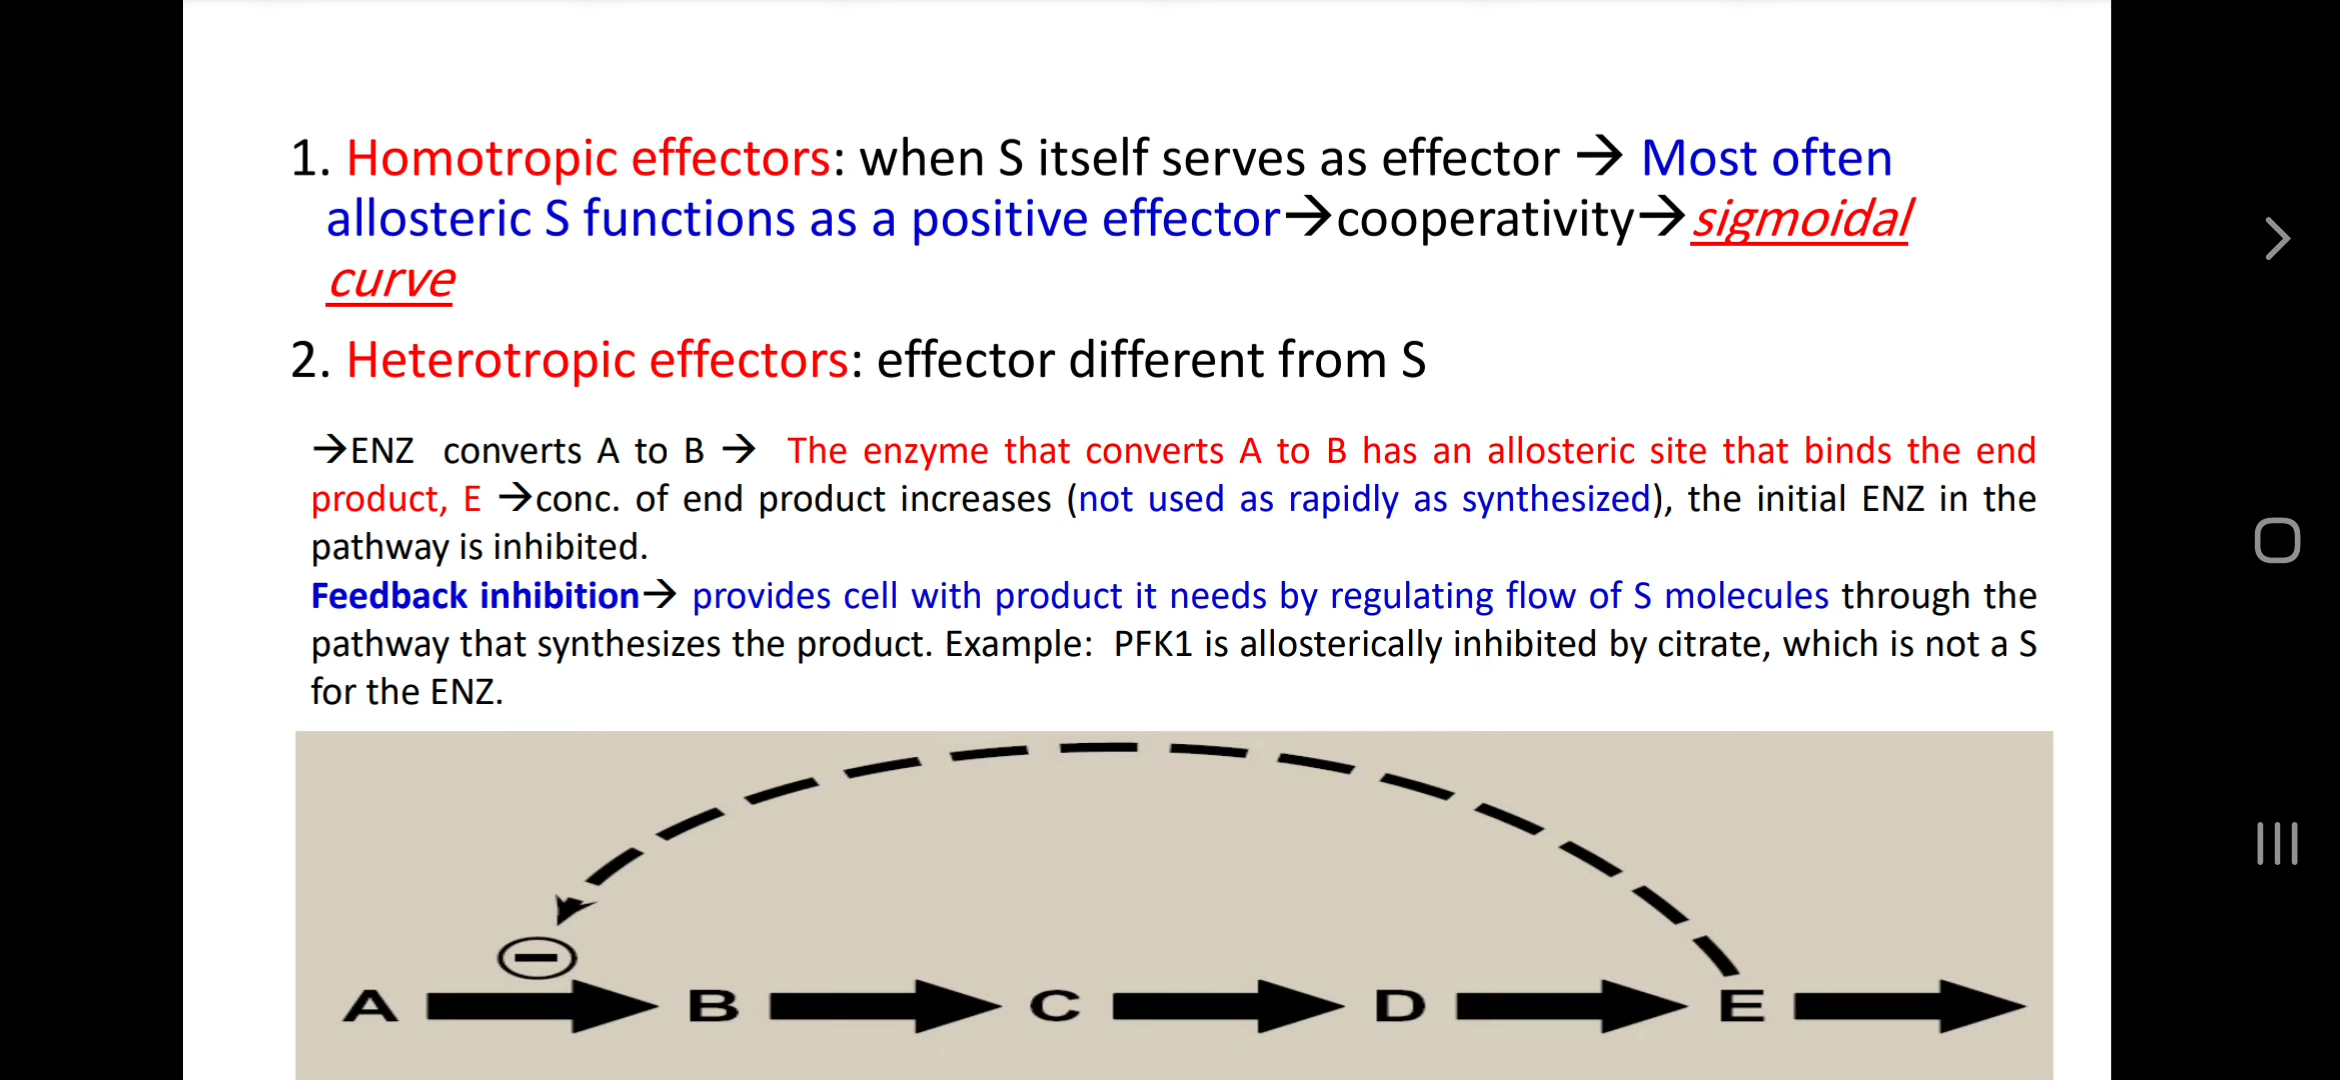 1. Homotropic effectors: when S itself serves as effector → Most often
allosteric S functions as a positive effector→cooperativity→sigmoidal
curve
2. Heterotropic effectors: effector different from S
→ENZ converts A to B → The enzyme that converts A to B has an allosteric site that binds the end
product, E →conc. of end product increases (not used as rapidly as synthesized), the initial ENZ in the
pathway is inhibited.
Feedback inhibition→ provides cell with product it needs by regulating flow of S molecules through the
pathway that synthesizes the product. Example: PFK1 is allosterically inhibited by citrate, which is not a S
for the ENZ.
A B C D E